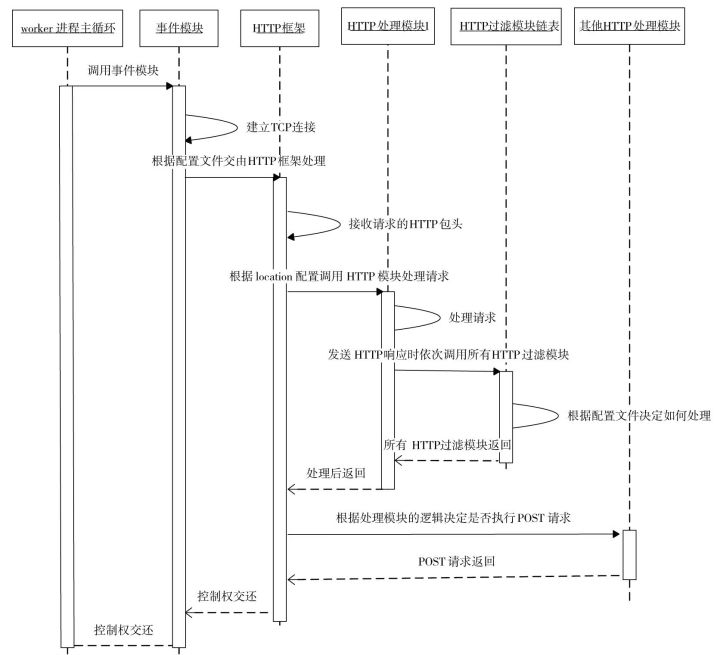 worker 进程主循环
事件模块
HTTP框架
HTTP 处理模块1
HTTP过滤模块链表
其他HTTP 处理模块
调用事件模块
建立TCP连接
根据配置文件交由HTTP 框架处理
接收请求的HTTP包头
根据 location 配置调用 HTTP 模块处理请求
处理请求
发送 HTTP响应时依次调用所有HTTP 过滤模块
根据配置文件决定如何处理
所有 HTTP过滤模块返回
处理后返回
根据处理模块的逻辑决定是否执行POST 请求
POST 请求返回
控制权交还
控制权交还